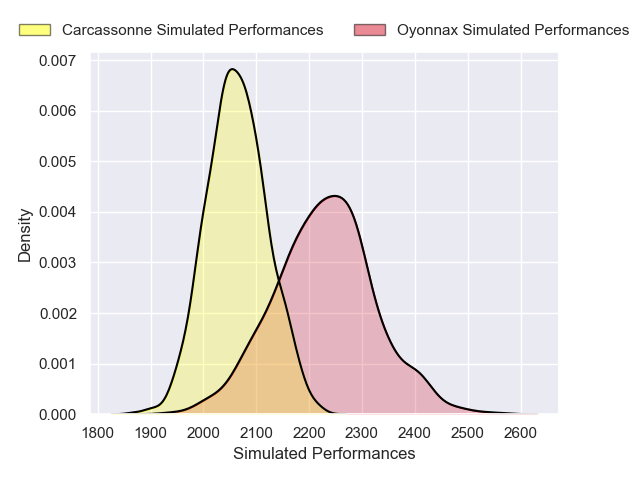 Carcassonne Simulated Performances
Oyonnax Simulated Performances
0.007
0.006
0.005
0.004
0.003
0.002
0.001
0.000
Density
1800 1900 2000 2100 2200 2300 2400 2500 2600
Simulated Performances